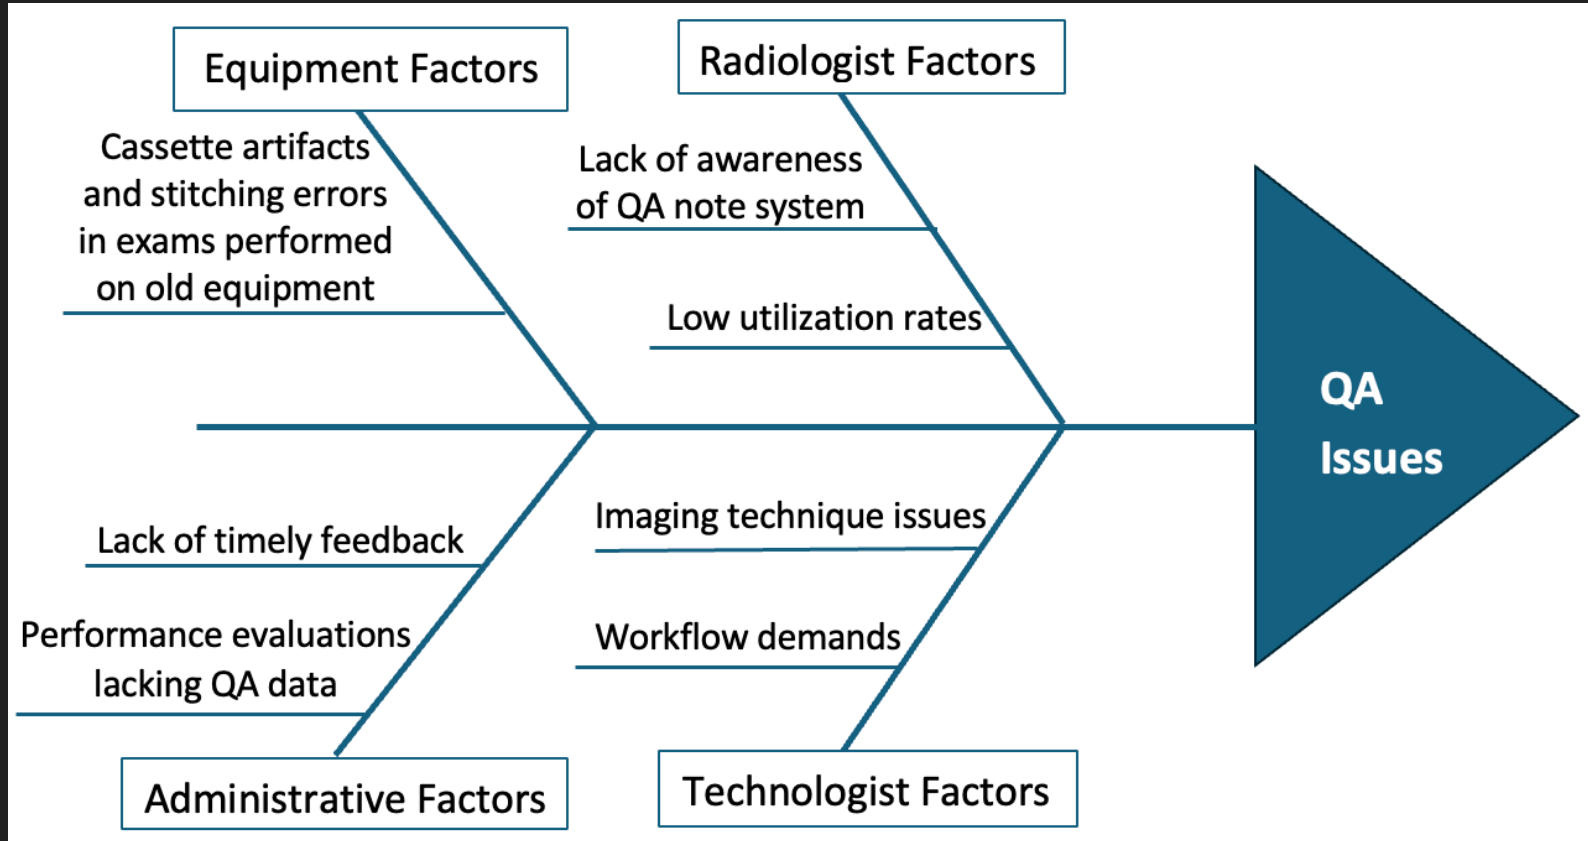 Equipment Factors
Cassette artifacts
and stitching errors
in exams performed
on old equipment
Radiologist Factors
Lack of awareness
of QA note system
Low utilization rates
QA
Issues
Lack of timely feedback
Performance evaluations
lacking QA data
Administrative Factors
Imaging technique issues
Workflow demands
Technologist Factors